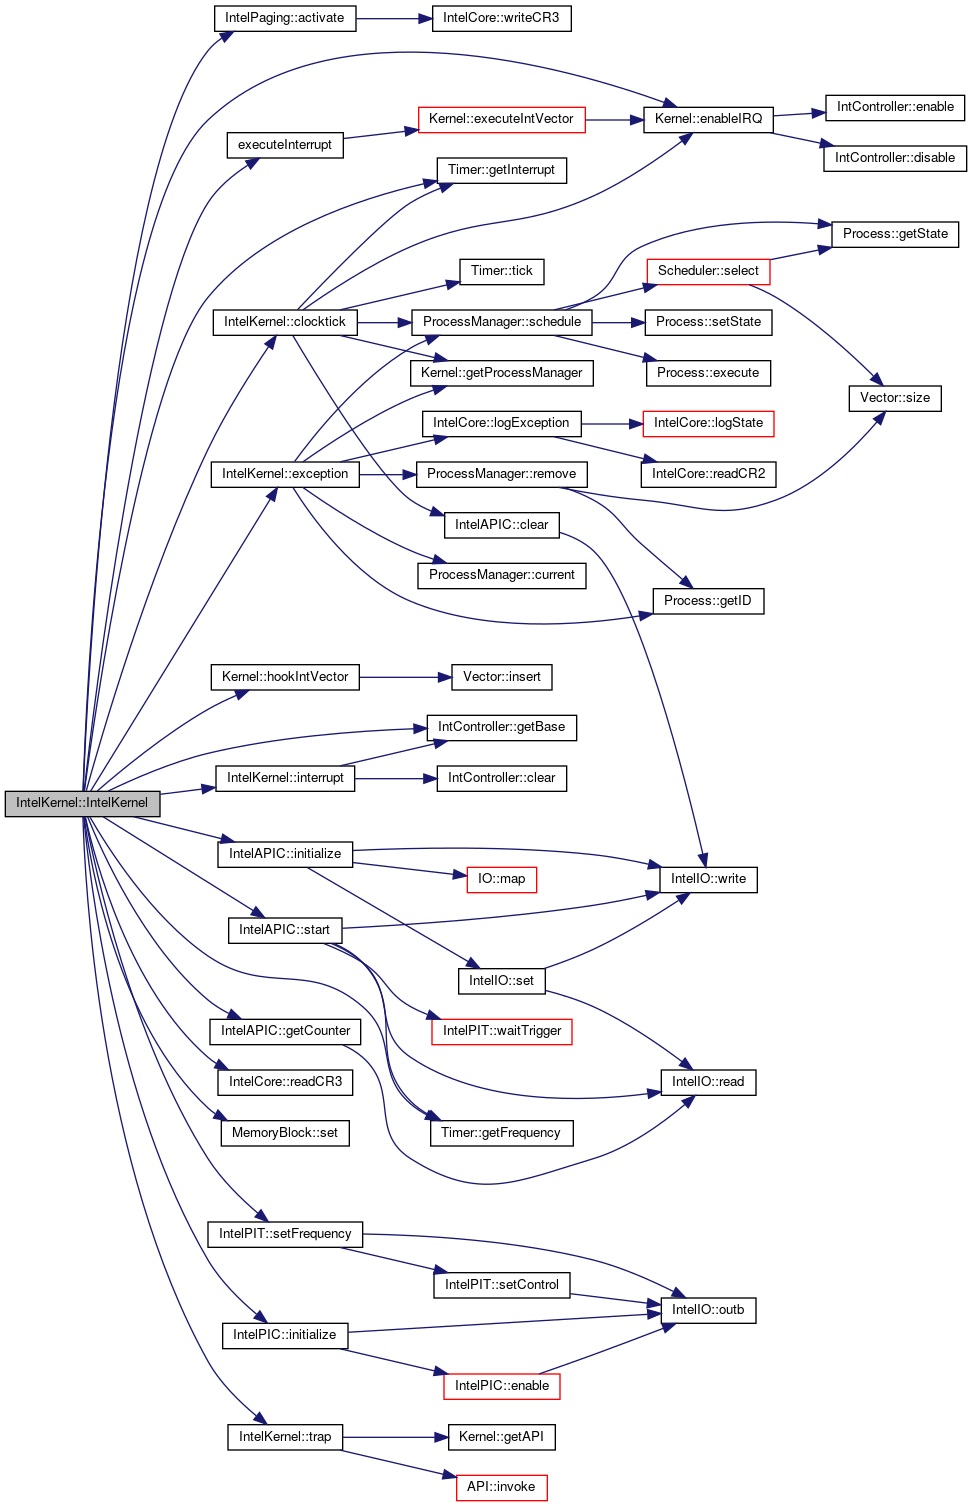 IntelPaging::activate
IntelCore::writeCR3
IntController::enable
Kernel::executeIntVector
Kernel::enableIRQ
executeInterrupt
IntController::disable
Timer::getInterrupt
Process::getState
Timer::tick
Scheduler::select
IntelKernel::clocktick
ProcessManager::schedule
Process::setState
Kernel::getProcessManager
Process::execute
Vector::size
IntelCore::logException
IntelCore::logState
IntelKernel::exception
ProcessManager::remove
IntelCore::readCR2
IntelAPIC::clear
ProcessManager::current
Process::getID
Kernel::hookIntVector
Vector::insert
IntController::getBase
IntelKernel::interrupt
IntController::clear
IntelKernel::IntelKernel
IntelAPIC::initialize
IO::map
IntelIO::write
IntelAPIC::start
IntelIO::set
IntelAPIC::getCounter
IntelPIT::waitTrigger
IntelCore::readCR3
IntelIO::read
MemoryBlock::set
Timer::getFrequency
IntelPIT::setFrequency
IntelPIT::setControl
IntelIO::outb
IntelPIC::initialize
IntelPIC::enable
IntelKernel::trap
Kernel::getAPI
API::invoke